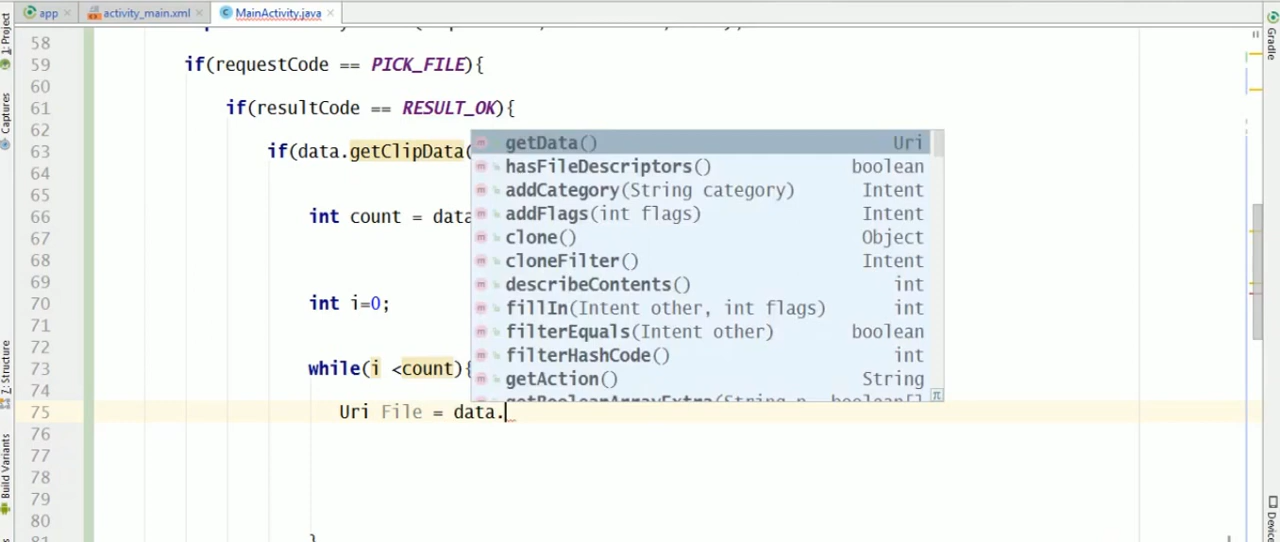 app
activity_main.xml
MainActivity.java
1: Project
Captures
Z: Structure
Build Variants
Gradle
58
59 if(requestCode == PICK_FILE){
60
61 if(resultCode == RESULT_OK){
62
63 if(data.getClipData(
64
65
66 int count = data
67
68
69
70 int i=0;
71
72
73 while(i <count){
74
75 Uri File = data.
76
77
78
79
80
}
getData() Uri
hasFileDescriptors() boolean
addCategory(String category) Intent
addFlags(int flags) Intent
clone() Object
cloneFilter() Intent
describeContents() int
fillIn(Intent other, int flags) int
filterEquals(Intent other) boolean
filterHashCode() int
getAction() String
getBooleanArrayExtra(String n boolean[]
π